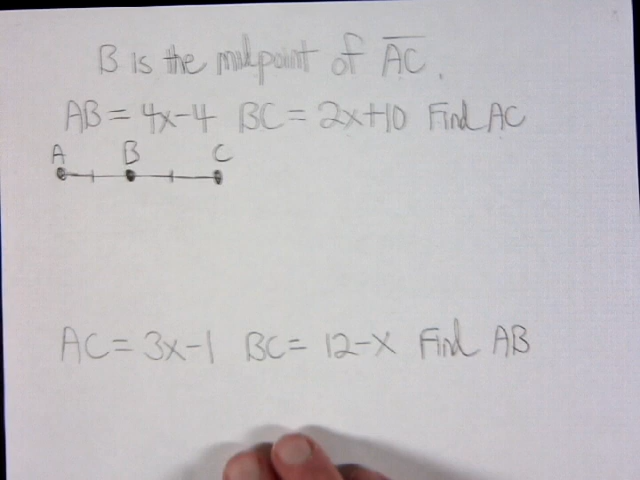 B is the midpoint of AC.
AB = 4x-4 BC = 2x+10 Find AC
A B C
AC = 3x-1 BC = 12-x Find AB